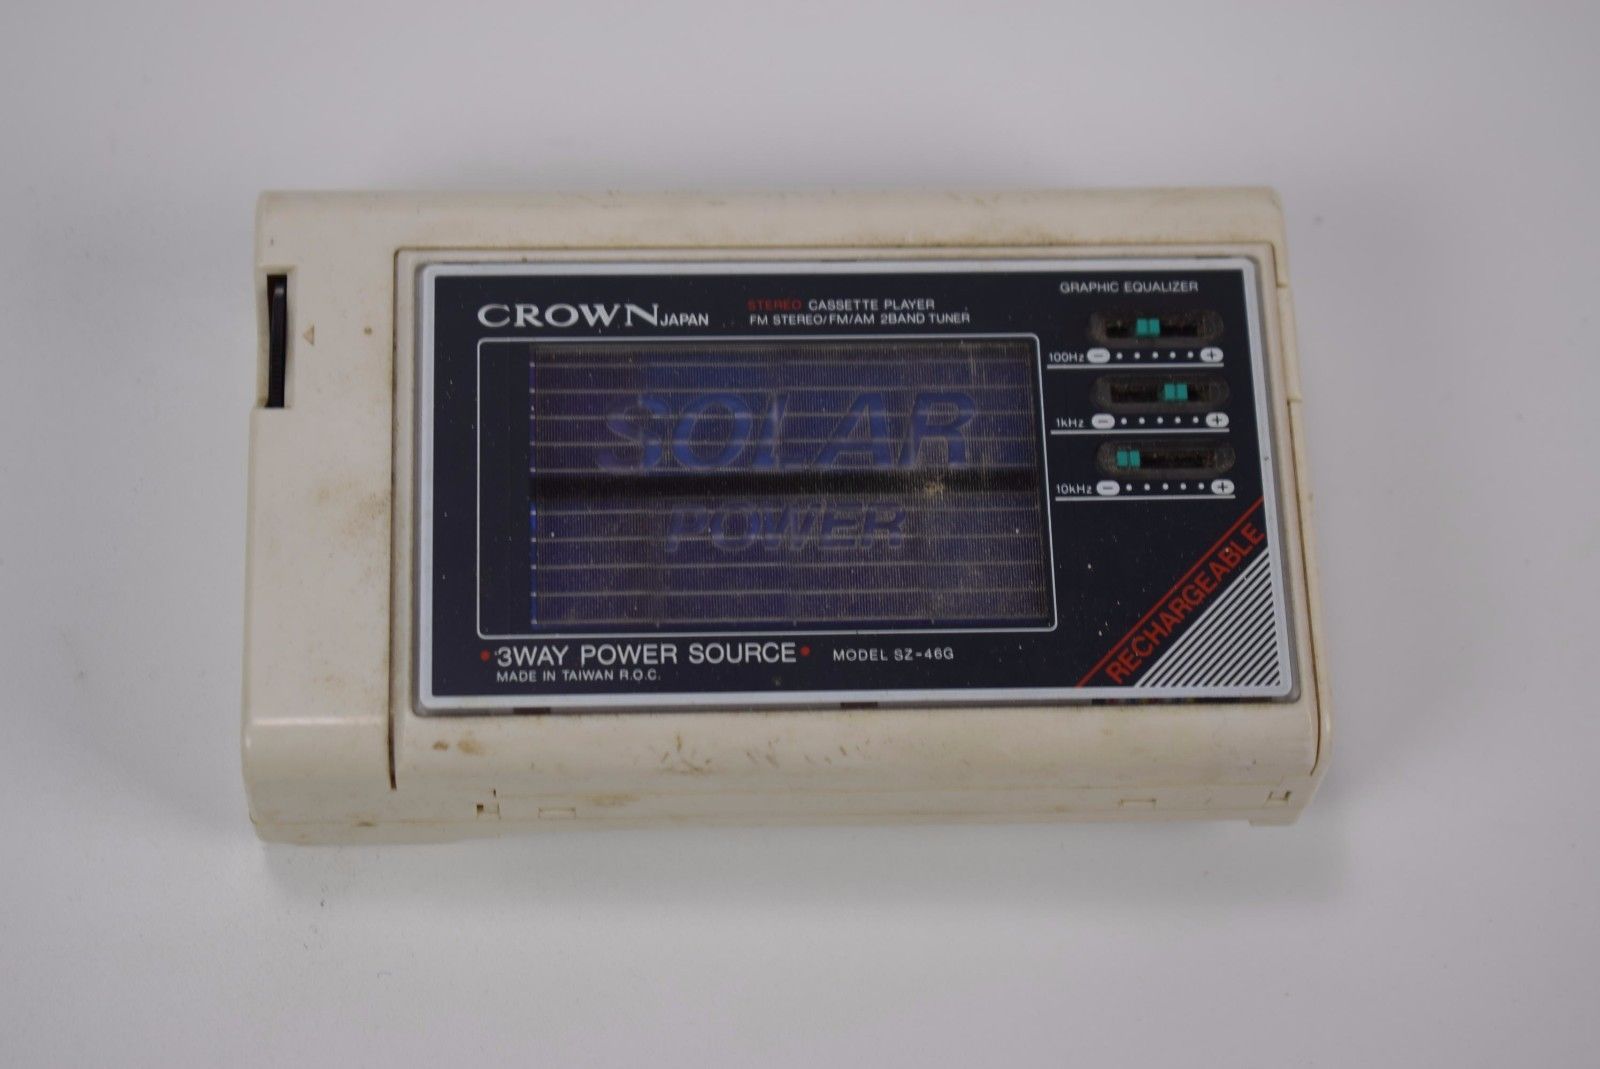 CROWN JAPAN
STEREO CASSETTE PLAYER
FM STEREO/FM/AM 2BAND TUNER
GRAPHIC EQUALIZER
100Hz - +
1kHz - +
10kHz - +
SOLAR
POWER
RECHARGEABLE
•3WAY POWER SOURCE• MODEL SZ-46G
MADE IN TAIWAN R.O.C.